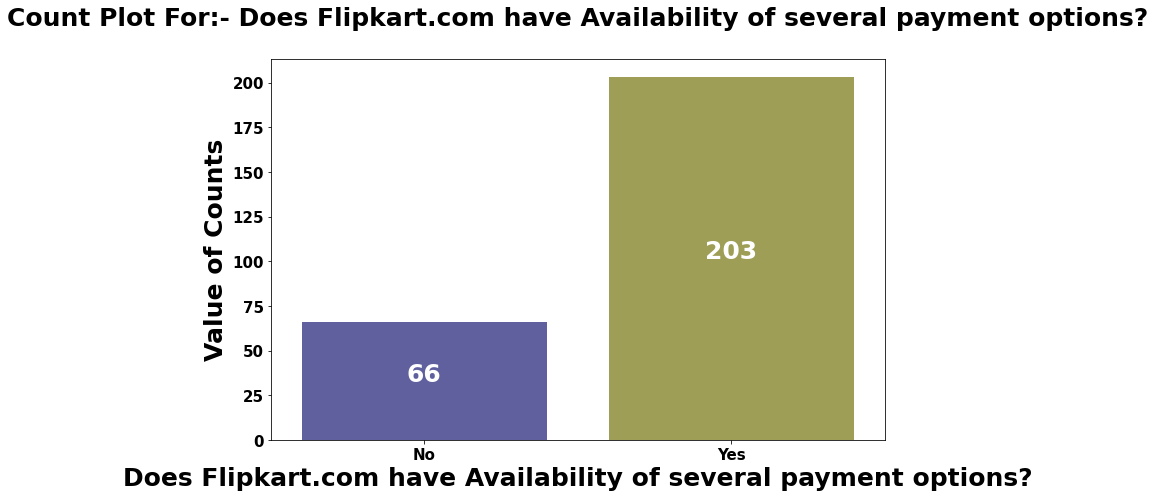 Count Plot For:- Does Flipkart.com have Availability of several payment options?
Value of Counts
200
175
150
125
100
75
50
25
0
203
66
No
Yes
Does Flipkart.com have Availability of several payment options?